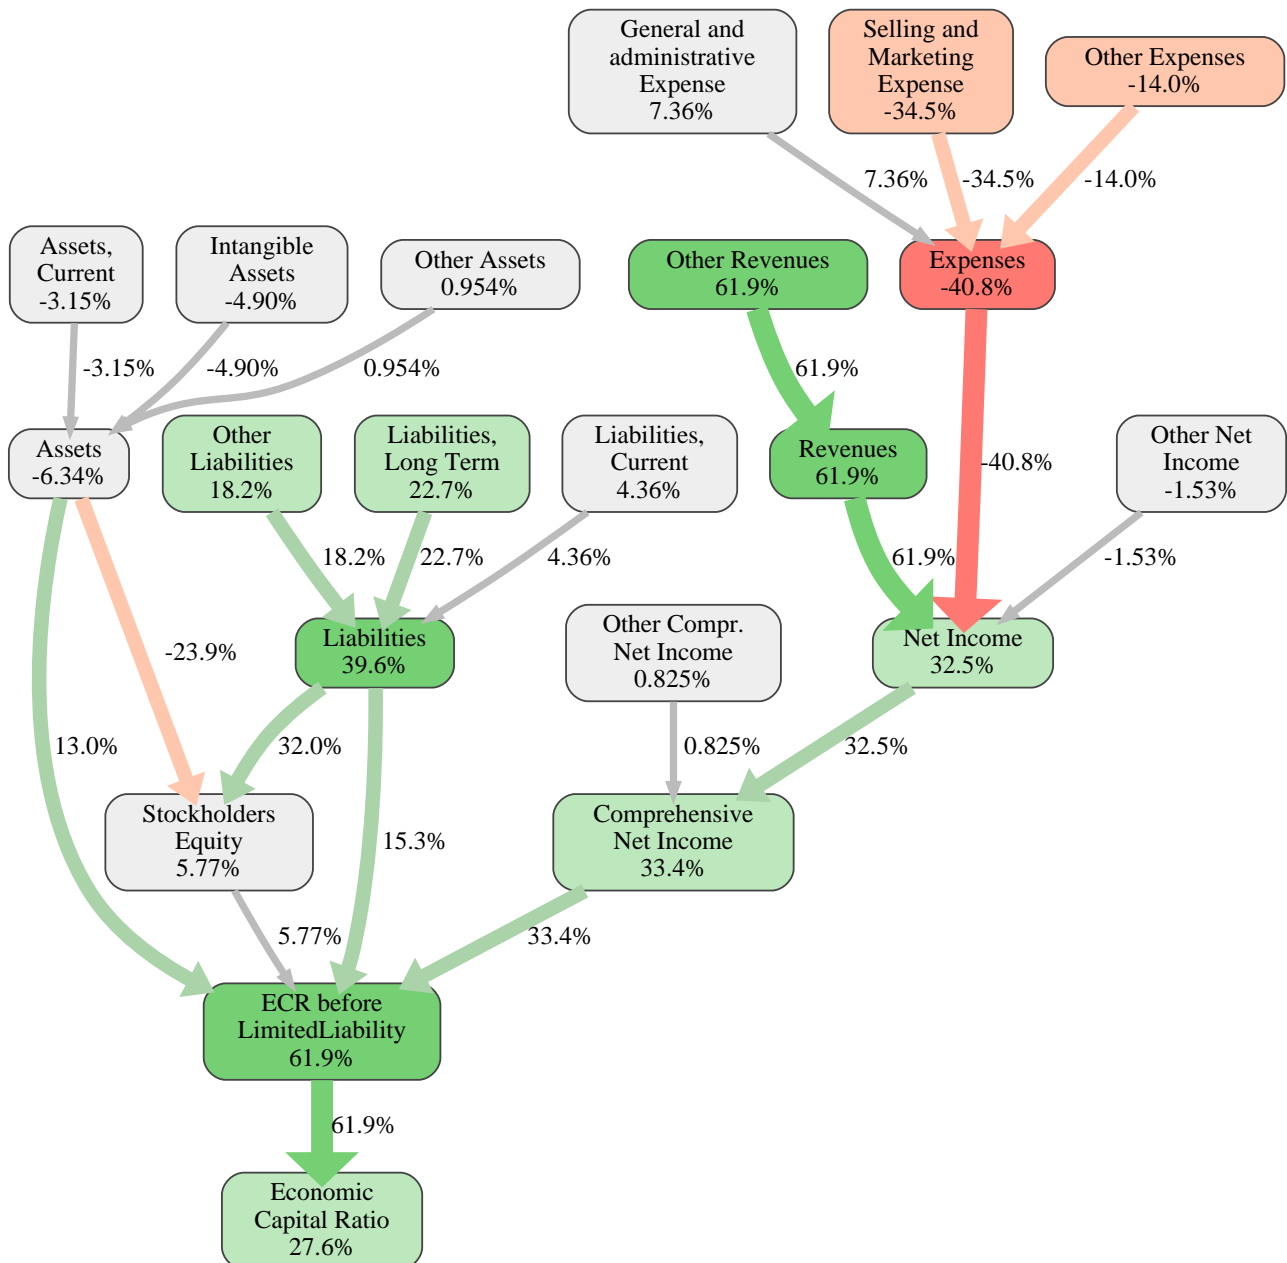 General and
administrative
Expense
7.36%
Selling and
Marketing
Expense
-34.5%
Other Expenses
-14.0%
7.36%
-34.5%
-14.0%
Assets,
Current
-3.15%
Intangible
Assets
-4.90%
Other Assets
0.954%
Other Revenues
61.9%
Expenses
-40.8%
-3.15%
-4.90%
0.954%
61.9%
Assets
-6.34%
Other
Liabilities
18.2%
Liabilities,
Long Term
22.7%
Liabilities,
Current
4.36%
Revenues
61.9%
-40.8%
Other Net
Income
-1.53%
18.2%
22.7%
4.36%
61.9%
-1.53%
-23.9%
Liabilities
39.6%
Other Compr.
Net Income
0.825%
Net Income
32.5%
13.0%
32.0%
0.825%
32.5%
Stockholders
Equity
5.77%
15.3%
Comprehensive
Net Income
33.4%
5.77%
33.4%
ECR before
LimitedLiability
61.9%
61.9%
Economic
Capital Ratio
27.6%